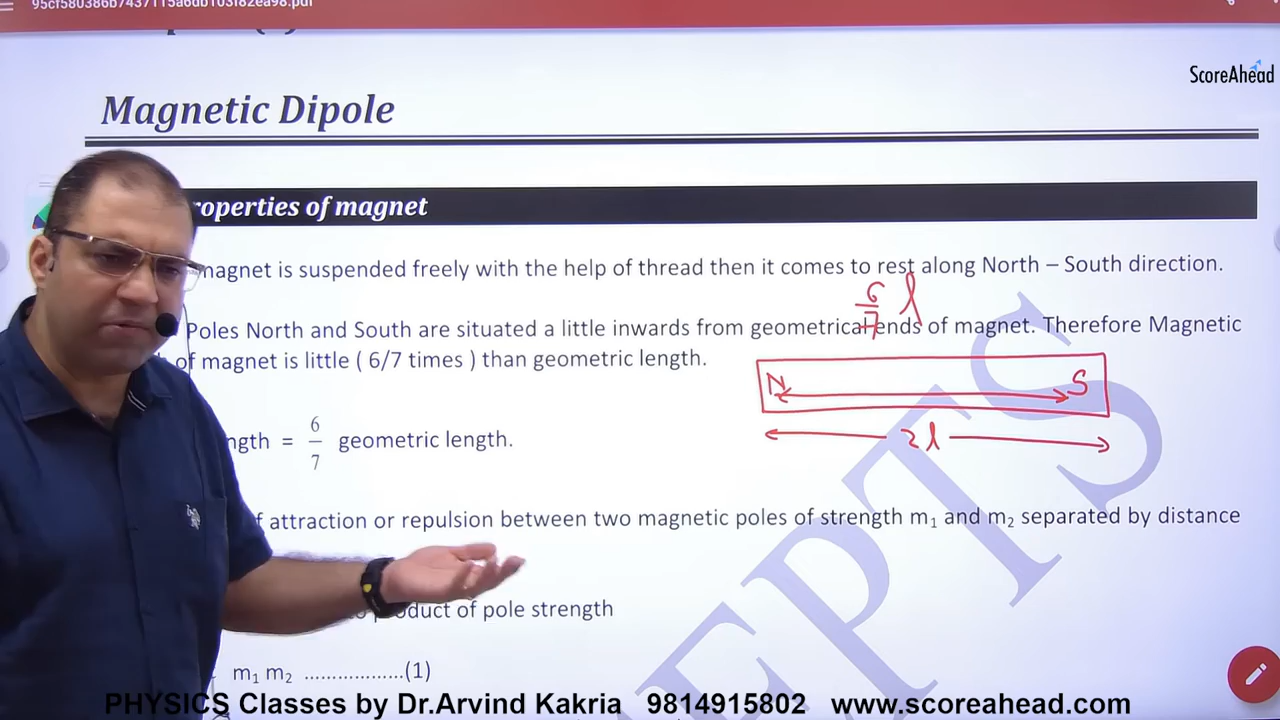 95cf580386b7437115a6db103f82ea98.pdf
ScoreAhead
Magnetic Dipole
roperties of magnet
magnet is suspended freely with the help of thread then it comes to rest along North – South direction.
6/7 l
Poles North and South are situated a little inwards from geometrical ends of magnet. Therefore Magnetic
of magnet is little ( 6/7 times ) than geometric length.
N S
2l
ngth = 6/7 geometric length.
f attraction or repulsion between two magnetic poles of strength m₁ and m₂ separated by distance
product of pole strength
m₁ m₂ ..................(1)
EPTS
PHYSICS Classes by Dr.Arvind Kakria 9814915802 www.scoreahead.com